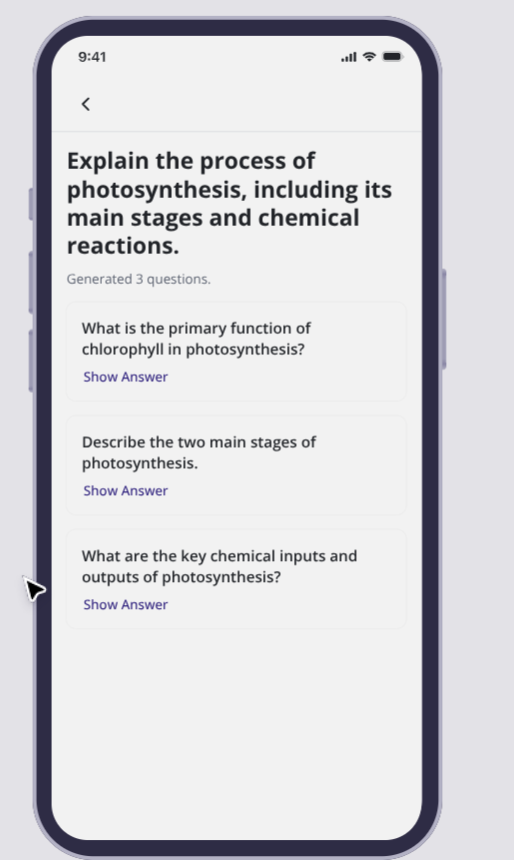 9:41
Explain the process of
photosynthesis, including its
main stages and chemical
reactions.
Generated 3 questions.
What is the primary function of
chlorophyll in photosynthesis?
Show Answer
Describe the two main stages of
photosynthesis.
Show Answer
What are the key chemical inputs and
outputs of photosynthesis?
Show Answer